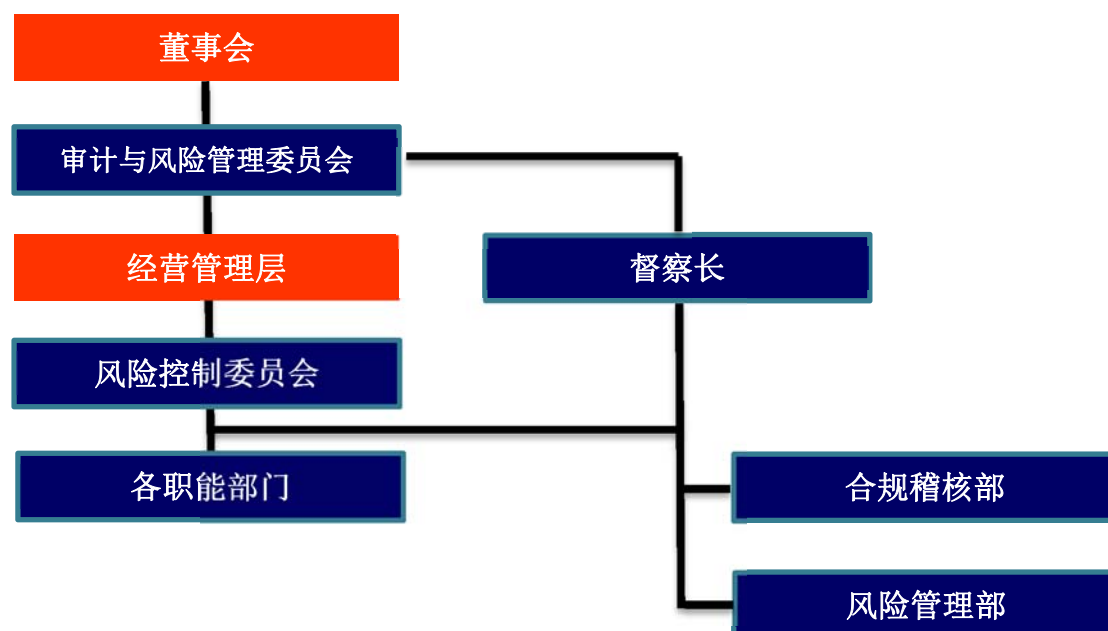 董事会
审计与风险管理委员会
经营管理层
督察长
风险控制委员会
各职能部门
合规稽核部
风险管理部